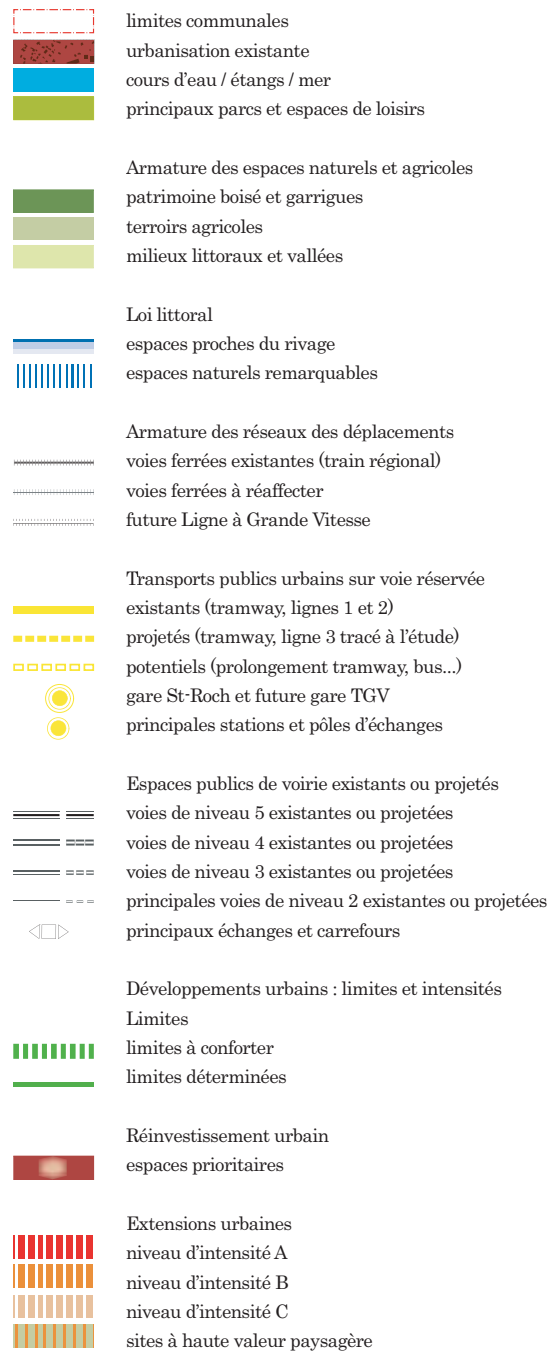 limites communales
urbanisation existante
cours d'eau / étangs / mer
principaux parcs et espaces de loisirs
Armature des espaces naturels et agricoles
patrimoine boisé et garrigues
terroirs agricoles
milieux littoraux et vallées
Loi littoral
espaces proches du rivage
espaces naturels remarquables
Armature des réseaux des déplacements
voies ferrées existantes (train régional)
voies ferrées à réaffecter
future Ligne à Grande Vitesse
Transports publics urbains sur voie réservée
existants (tramway, lignes 1 et 2)
projetés (tramway, ligne 3 tracé à l'étude)
potentiels (prolongement tramway, bus...)
gare St-Roch et future gare TGV
principales stations et pôles d'échanges
Espaces publics de voirie existants ou projetés
voies de niveau 5 existantes ou projetées
voies de niveau 4 existantes ou projetées
voies de niveau 3 existantes ou projetées
principales voies de niveau 2 existantes ou projetées
principaux échanges et carrefours
Développements urbains : limites et intensités
Limites
limites à conforter
limites déterminées
Réinvestissement urbain
espaces prioritaires
Extensions urbaines
niveau d'intensité A
niveau d'intensité B
niveau d'intensité C
sites à haute valeur paysagère